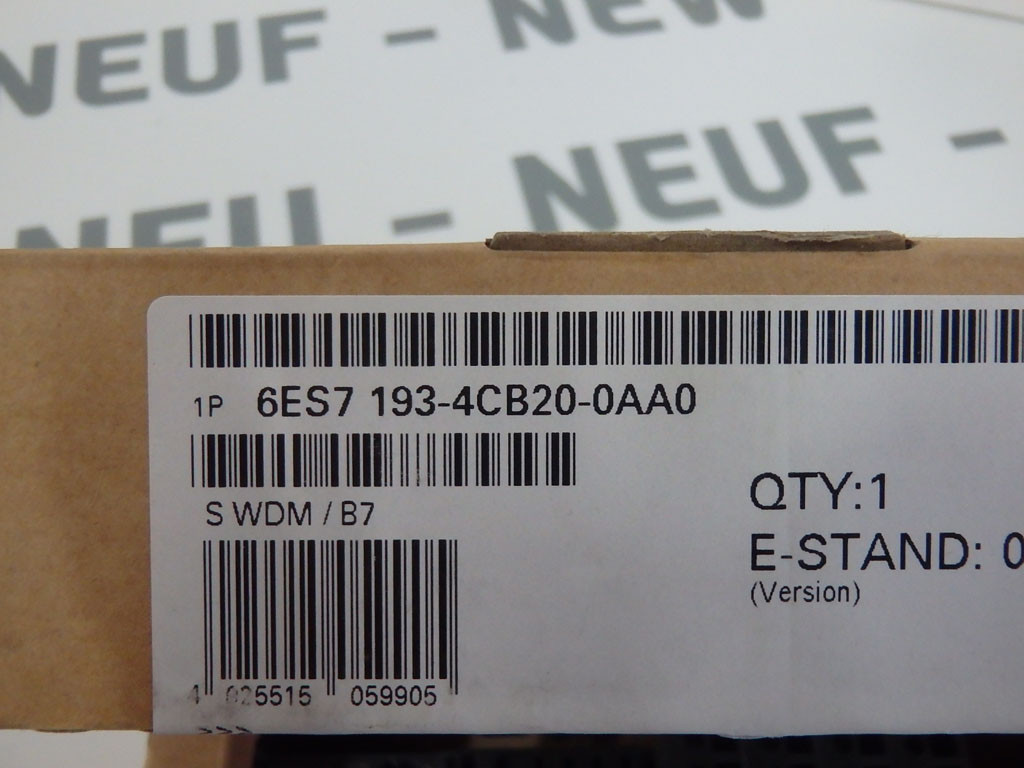 NEUF - NEW
NEU - NEUF -
1P 6ES7 193-4CB20-0AA0
S WDM / B7
QTY:1
E-STAND: 0
(Version)
4 025515 059905
>>>